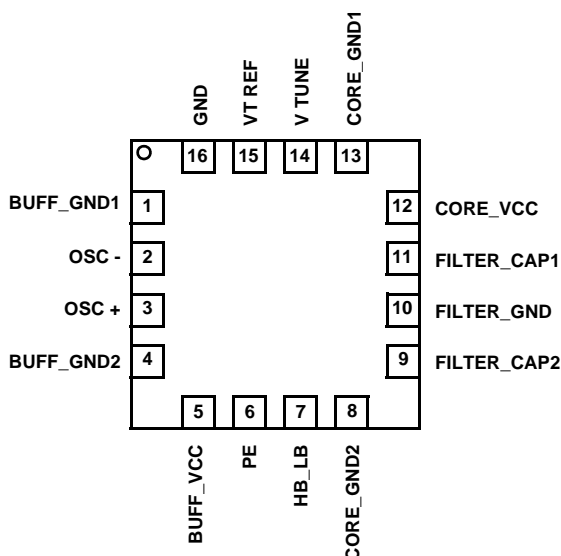 GND
VT REF
V TUNE
CORE_GND1
16
15
14
13
BUFF_GND1 1
12 CORE_VCC
OSC - 2
11 FILTER_CAP1
OSC + 3
10 FILTER_GND
BUFF_GND2 4
9 FILTER_CAP2
5
6
7
8
BUFF_VCC
PE
HB_LB
CORE_GND2